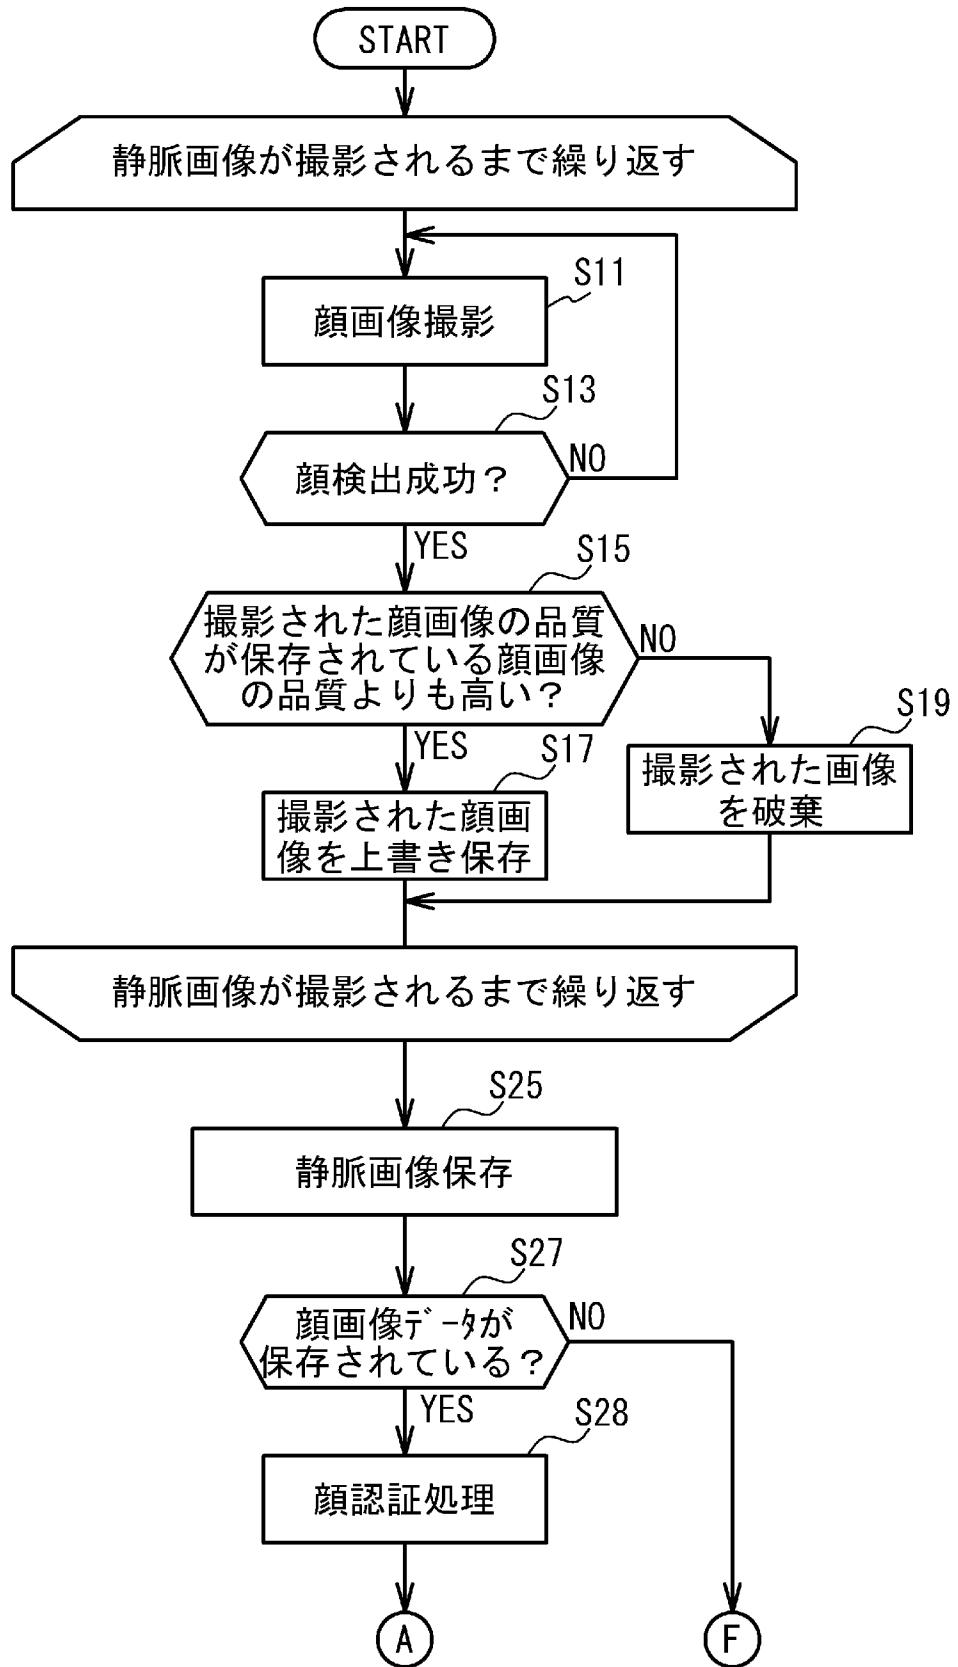 START
静脈画像が撮影されるまで繰り返す
S11
顔画像撮影
S13
顔検出成功？
NO
YES
S15
撮影された顔画像の品質
が保存されている顔画像
の品質よりも高い？
NO
YES
S17
撮影された顔画
像を上書き保存
S19
撮影された画像
を破棄
静脈画像が撮影されるまで繰り返す
S25
静脈画像保存
S27
顔画像ﾃﾞｰﾀが
保存されている？
NO
YES
S28
顔認証処理
A
F